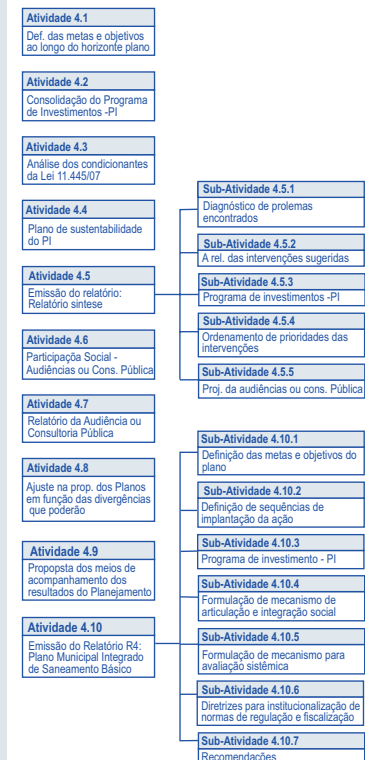 Atividade 4.1
Def. das metas e objetivos
ao longo do horizonte plano
Atividade 4.2
Consolidação do Programa
de Investimentos -PI
Atividade 4.3
Análise dos condicionantes
da Lei 11.445/07
Atividade 4.4
Plano de sustentabilidade
do PI
Atividade 4.5
Emissão do relatório:
Relatório sintese
Sub-Atividade 4.5.1
Diagnóstico de prolemas
encontrados
Sub-Atividade 4.5.2
A rel. das intervenções sugeridas
Sub-Atividade 4.5.3
Programa de investimentos -PI
Sub-Atividade 4.5.4
Ordenamento de prioridades das
intervenções
Sub-Atividade 4.5.5
Proj. da audiências ou cons. Pública
Atividade 4.6
Participaçõa Social -
Audiências ou Cons. Pública
Atividade 4.7
Relatório da Audiência ou
Consultoria Pública
Atividade 4.8
Ajuste na prop. dos Planos
em função das divergências
que poderão
Atividade 4.9
Propopsta dos meios de
acompanhamento dos
resultados do Planejamento
Atividade 4.10
Emissão do Relatório R4:
Plano Municipal Integrado
de Saneamento Básico
Sub-Atividade 4.10.1
Definição das metas e objetivos do
plano
Sub-Atividade 4.10.2
Definição de sequências de
implantação da ação
Sub-Atividade 4.10.3
Programa de investimento - PI
Sub-Atividade 4.10.4
Formulação de mecanismo de
articulação e integração social
Sub-Atividade 4.10.5
Formulação de mecanismo para
avaliação sistêmica
Sub-Atividade 4.10.6
Diretrizes para institucionalização de
normas de regulação e fiscalização
Sub-Atividade 4.10.7
Recomendações